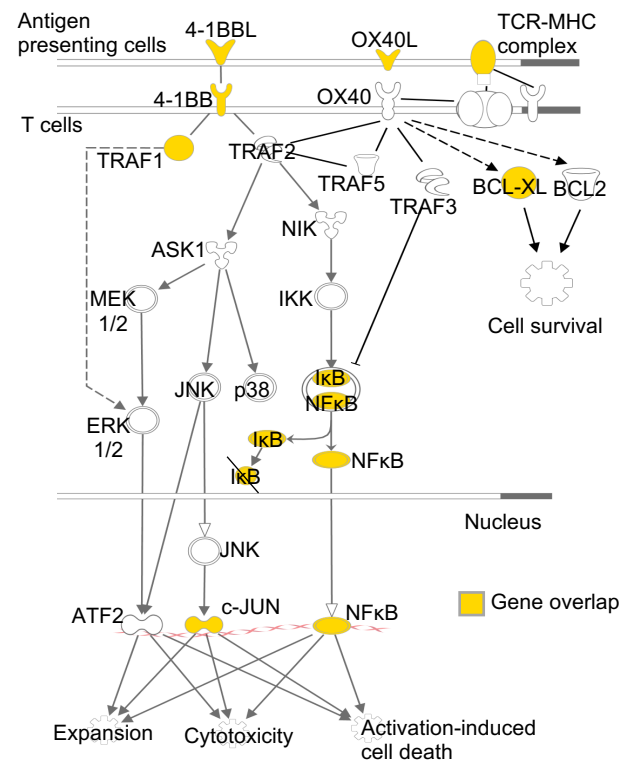 Antigen
presenting cells
4-1BBL
OX40L
TCR-MHC
complex
4-1BB
OX40
T cells
TRAF1
TRAF2
TRAF5
TRAF3
BCL-XL
BCL2
NIK
ASK1
MEK
1/2
IKK
Cell survival
JNK
p38
IκB
NFκB
ERK
1/2
IκB
NFκB
IκB
Nucleus
JNK
ATF2
c-JUN
NFκB
Gene overlap
Expansion
Cytotoxicity
Activation-induced
cell death